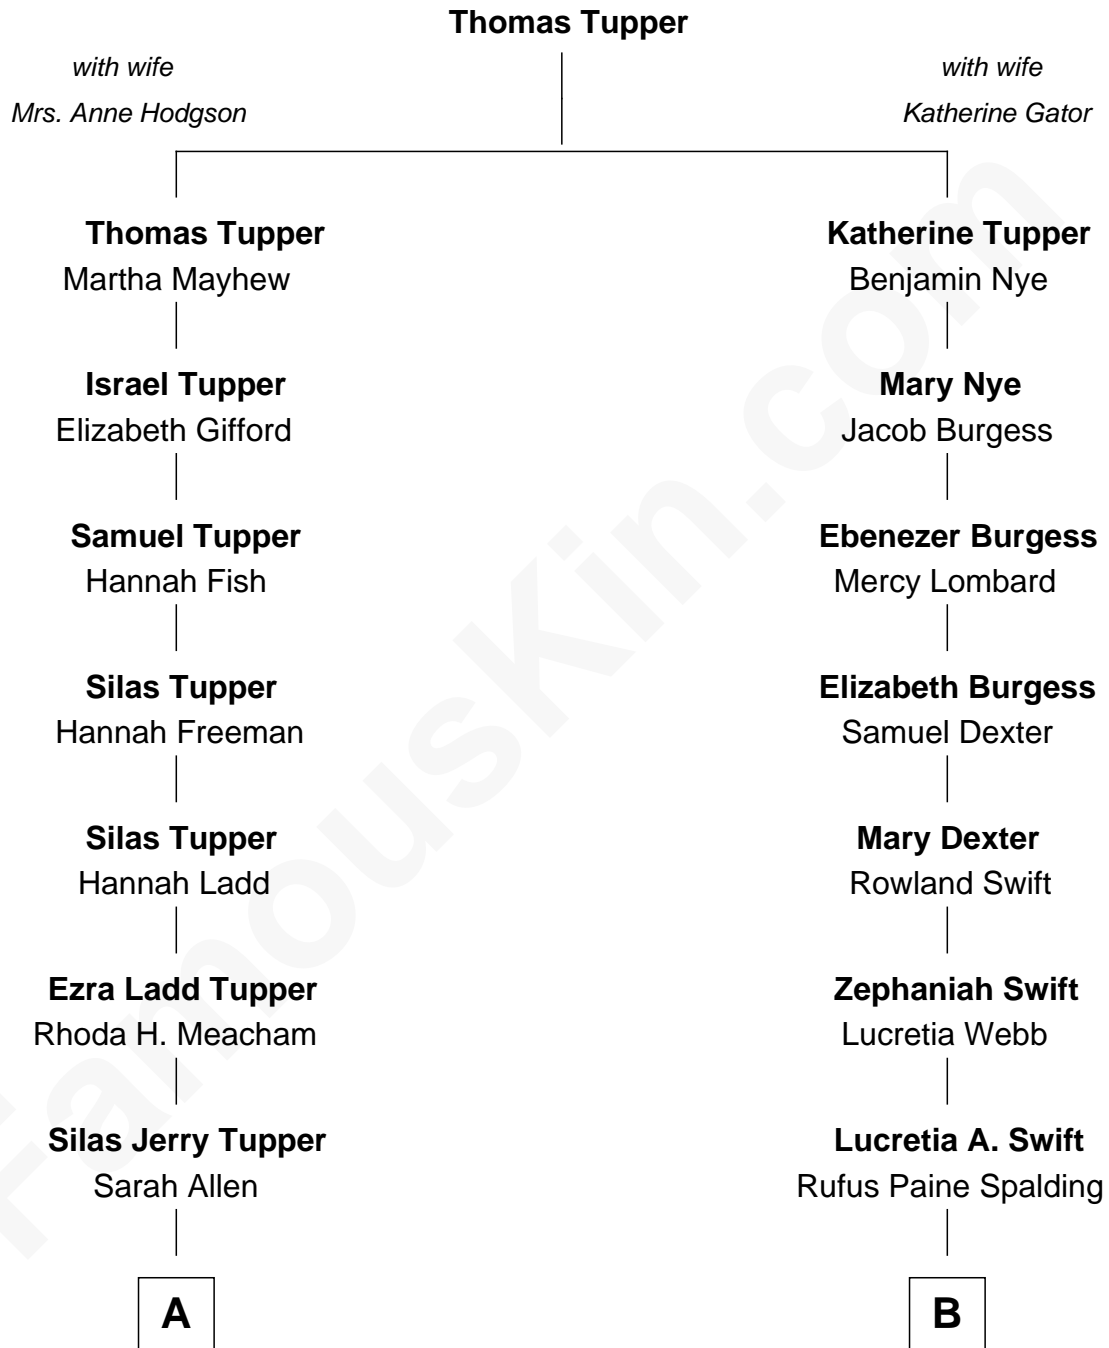 Thomas Tupper
with wife
Mrs. Anne Hodgson
with wife
Katherine Gator
Thomas Tupper
Martha Mayhew
Katherine Tupper
Benjamin Nye
Israel Tupper
Elizabeth Gifford
Mary Nye
Jacob Burgess
Samuel Tupper
Hannah Fish
Ebenezer Burgess
Mercy Lombard
Silas Tupper
Hannah Freeman
Elizabeth Burgess
Samuel Dexter
Silas Tupper
Hannah Ladd
Mary Dexter
Rowland Swift
Ezra Ladd Tupper
Rhoda H. Meacham
Zephaniah Swift
Lucretia Webb
Silas Jerry Tupper
Sarah Allen
Lucretia A. Swift
Rufus Paine Spalding
A
B
FamousKin.com